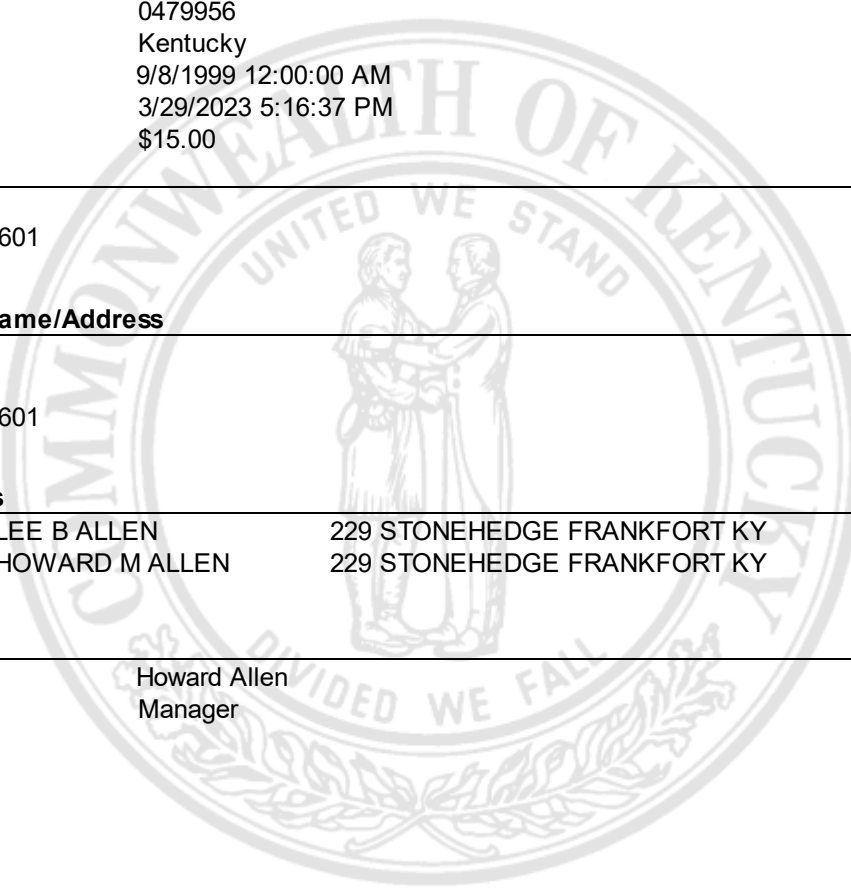 0479956
Kentucky
9/8/1999 12:00:00 AM
3/29/2023 5:16:37 PM
$15.00
601
ame/Address
601
s
LEE B ALLEN 229 STONEHEDGE FRANKFORT KY
HOWARD M ALLEN 229 STONEHEDGE FRANKFORT KY
Howard Allen
Manager
COMMONWEALTH OF KENTUCKY
UNITED WE STAND
DIVIDED WE FALL